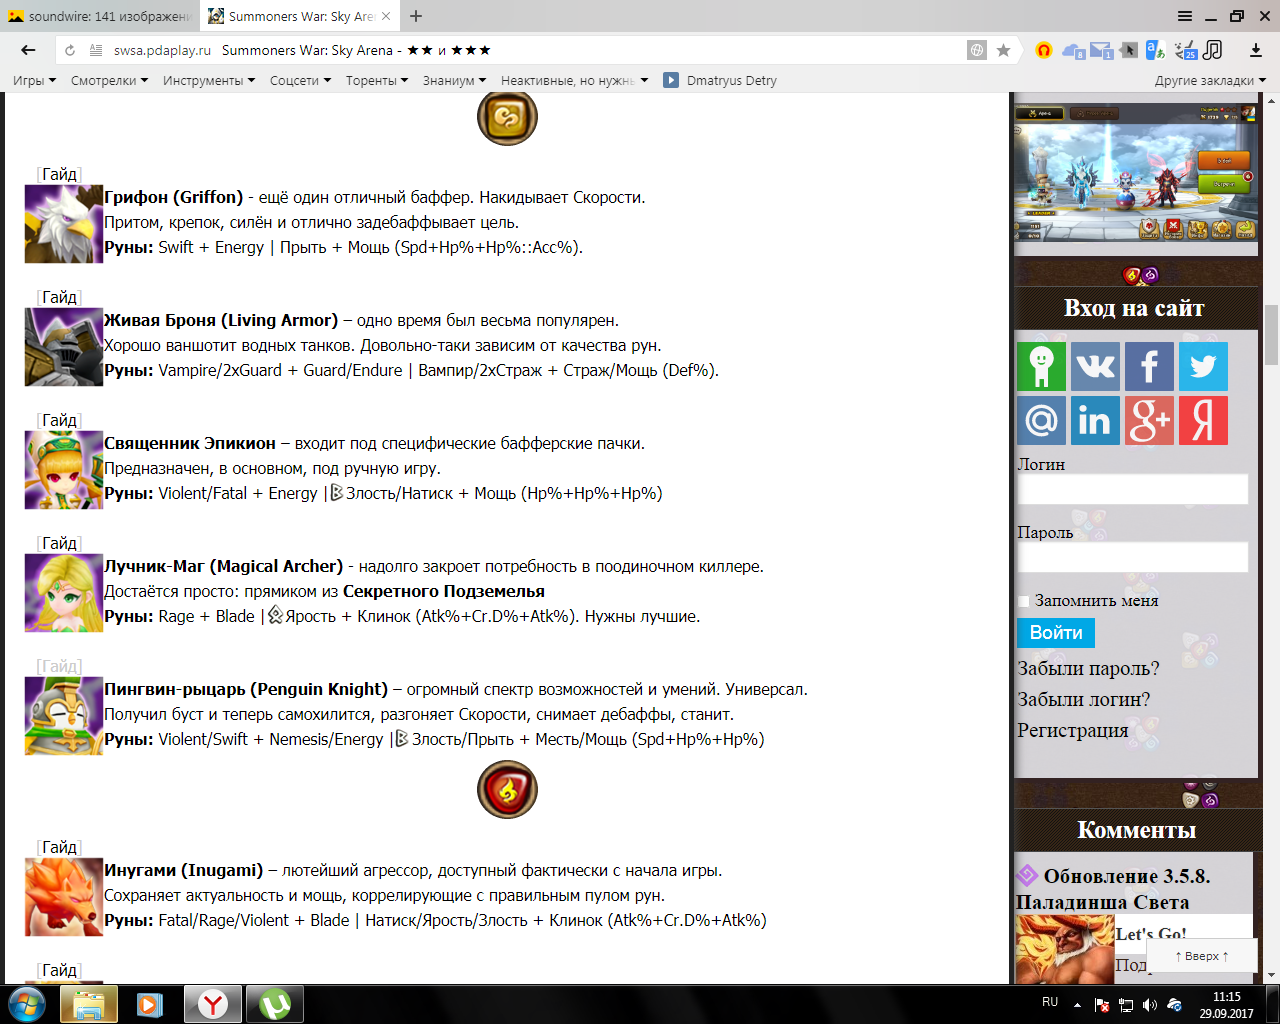 soundwire: 141 изображени
Summoners War: Sky Aren
swsa.pdaplay.ru Summoners War: Sky Arena - ★★ и ★★★
8
1
25
Игры
Смотрелки
Инструменты
Соцсети
Торенты
Знаниум
Неактивные, но нужнь
Dmatryus Detry
Другие закладки
[Гайд]
Грифон (Griffon) - ещё один отличный баффер. Накидывает Скорости.
Притом, крепок, силён и отлично задебаффывает цель.
Руны: Swift + Energy | Прыть + Мощь (Spd+Hp%+Hp%::Acc%).
[Гайд]
Живая Броня (Living Armor) – одно время был весьма популярен.
Хорошо ваншотит водных танков. Довольно-таки зависим от качества рун.
Руны: Vampire/2xGuard + Guard/Endure | Вампир/2xСтраж + Страж/Мощь (Def%).
[Гайд]
Священник Эпикион – входит под специфические бафферские пачки.
Предназначен, в основном, под ручную игру.
Руны: Violent/Fatal + Energy | Злость/Натиск + Мощь (Hp%+Hp%+Hp%)
[Гайд]
Лучник-Маг (Magical Archer) - надолго закроет потребность в поодиночном киллере.
Достаётся просто: прямиком из Секретного Подземелья
Руны: Rage + Blade | Ярость + Клинок (Atk%+Cr.D%+Atk%). Нужны лучшие.
[Гайд]
Пингвин-рыцарь (Penguin Knight) – огромный спектр возможностей и умений. Универсал.
Получил буст и теперь самохилится, разгоняет Скорости, снимает дебаффы, станит.
Руны: Violent/Swift + Nemesis/Energy | Злость/Прыть + Месть/Мощь (Spd+Hp%+Hp%)
[Гайд]
Инугами (Inugami) – лютейший агрессор, доступный фактически с начала игры.
Сохраняет актуальность и мощь, коррелирующие с правильным пулом рун.
Руны: Fatal/Rage/Violent + Blade | Натиск/Ярость/Злость + Клинок (Atk%+Cr.D%+Atk%)
[Гайд]
Вход на сайт
Логин
Пароль
Запомнить меня
Войти
Забыли пароль?
Забыли логин?
Регистрация
Комменты
Обновление 3.5.8.
Паладинша Света
Let's Go!
Под
↑ Вверх ↑
RU
11:15
29.09.2017